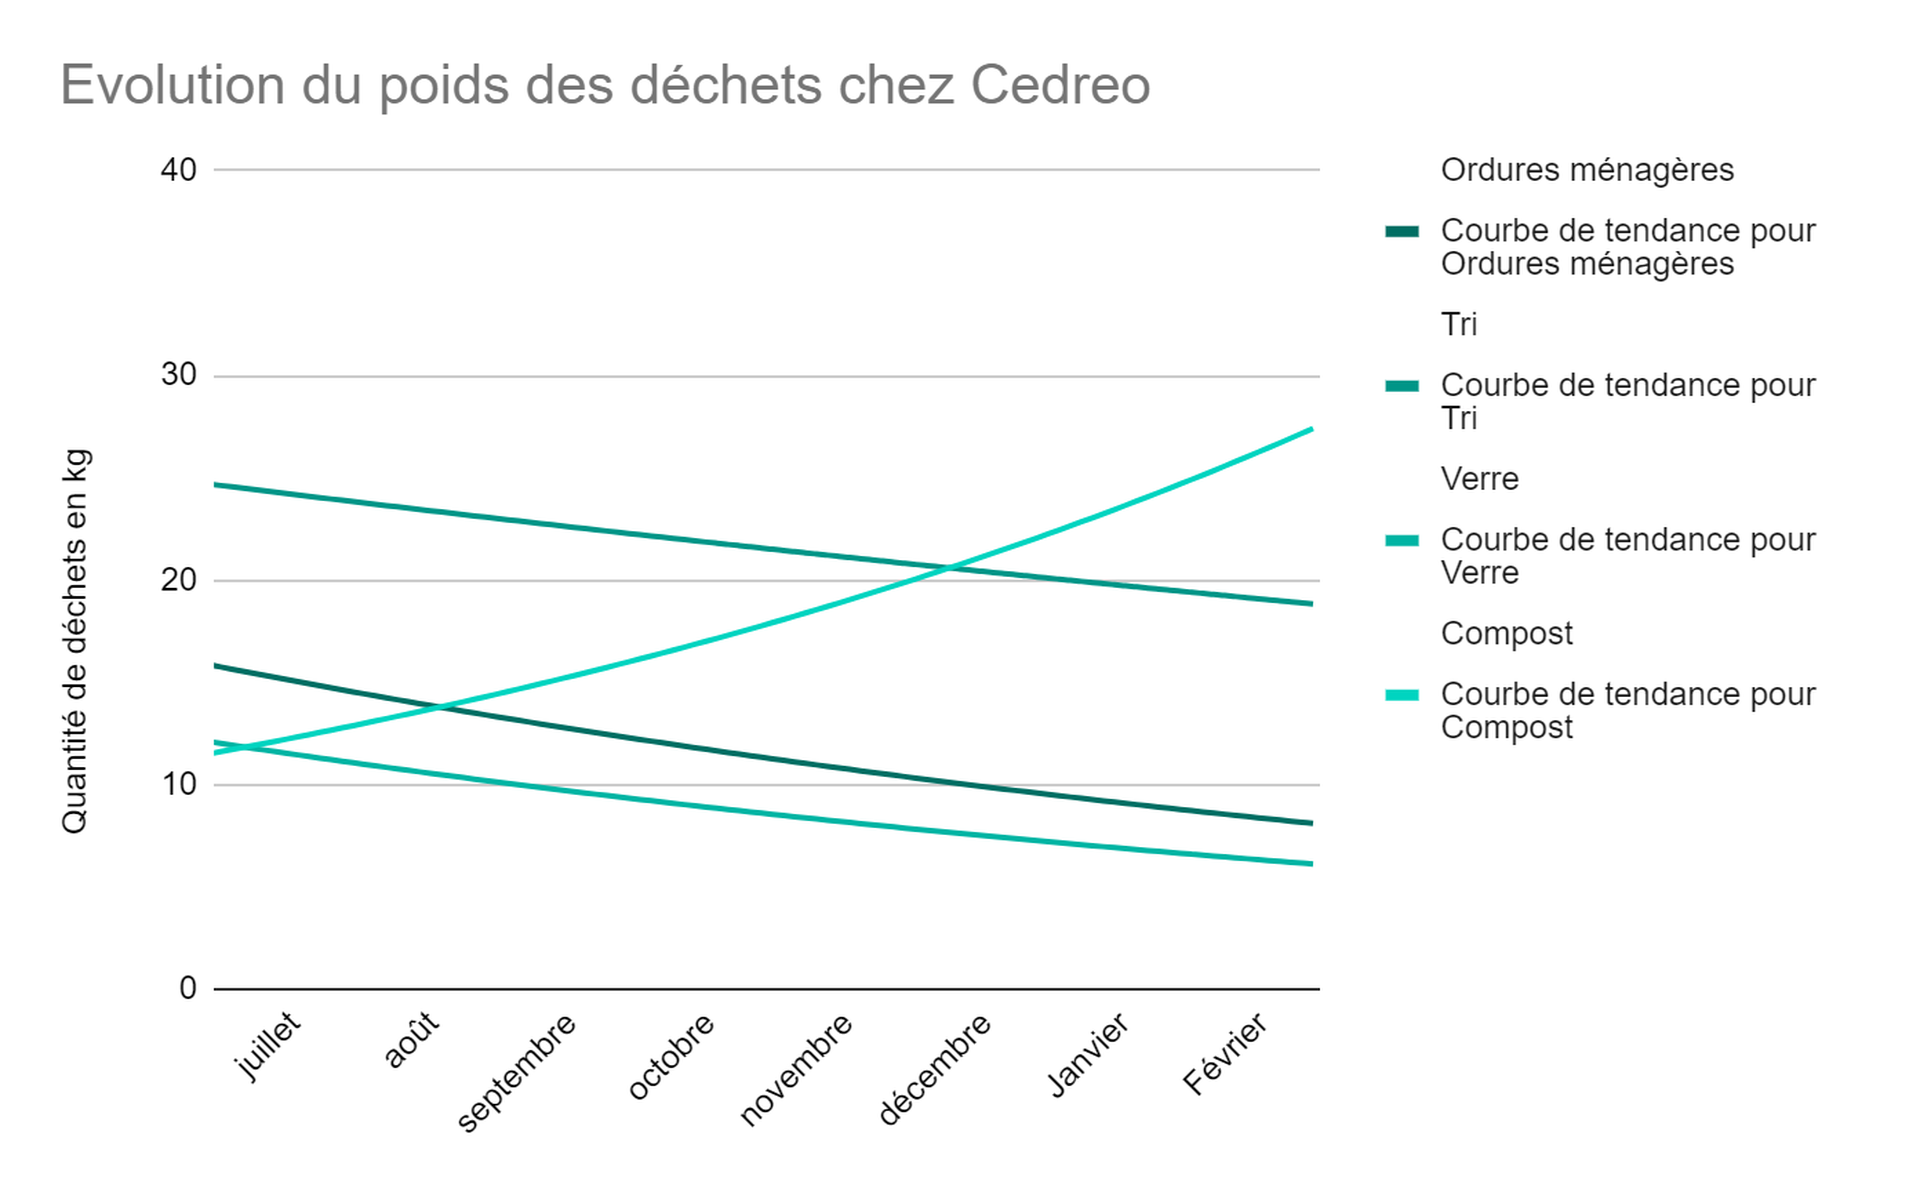 Evolution du poids des déchets chez Cedreo
Quantité de déchets en kg
40
30
20
10
0
juillet
août
septembre
octobre
novembre
décembre
Janvier
Février
Ordures ménagères
Courbe de tendance pour
Ordures ménagères
Tri
Courbe de tendance pour
Tri
Verre
Courbe de tendance pour
Verre
Compost
Courbe de tendance pour
Compost